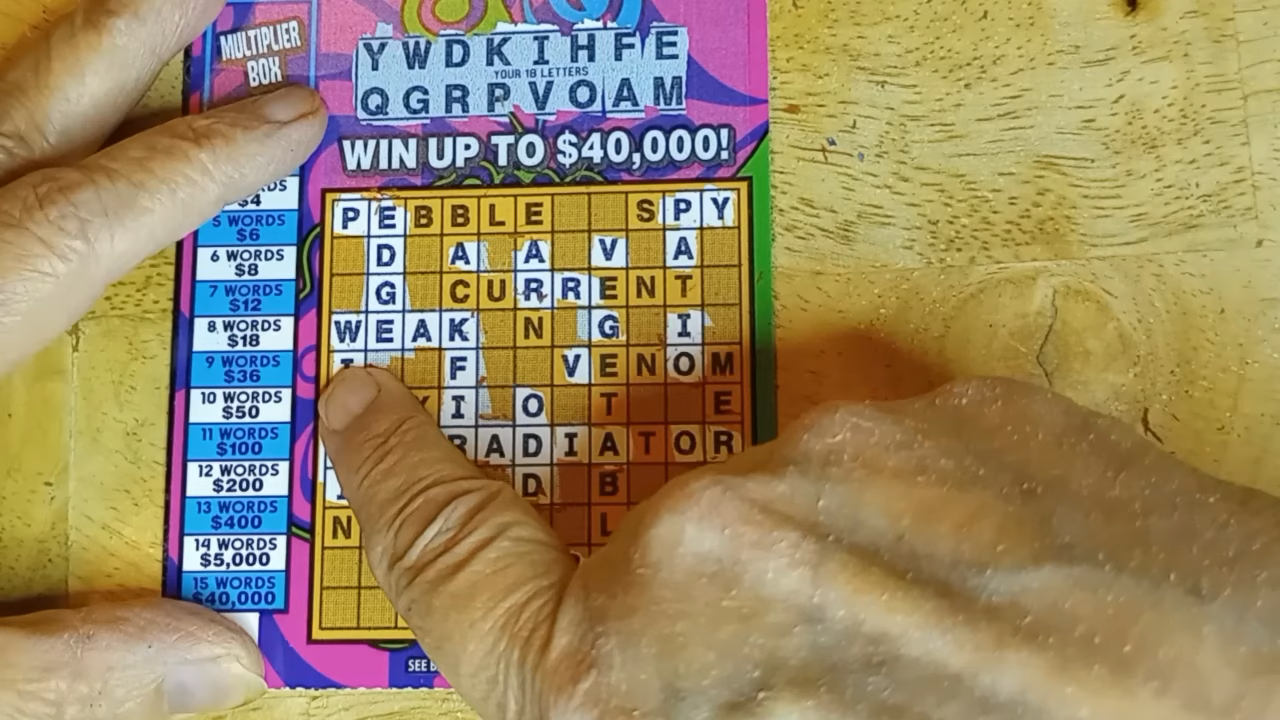 MULTIPLIER
BOX
YWDKIHFE
YOUR 18 LETTERS
QGRPVOAM
WIN UP TO $40,000!
$4
5 WORDS
$6
6 WORDS
$8
7 WORDS
$12
8 WORDS
$18
9 WORDS
$36
10 WORDS
$50
11 WORDS
$100
12 WORDS
$200
13 WORDS
$400
14 WORDS
$5,000
15 WORDS
$40,000
PEBBLE SPY
D A A V A
G CURRENT
WEAK N G I
F VENOM
I O T E
RADIATOR
D B
N L
SEE